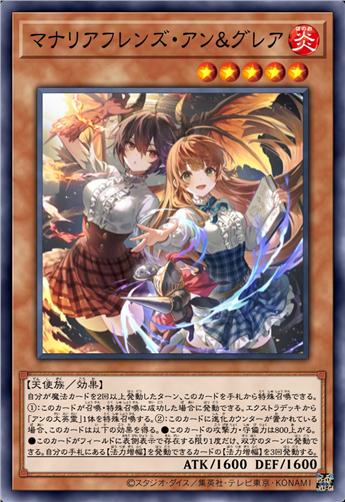 マナリアフレンズ・アン&グレア
炎
【天使族/効果】
自分が魔法カードを2回以上発動したターン、このカードを手札から特殊召喚できる。
①:このカードが召喚・特殊召喚に成功した場合に発動できる。エクストラデッキか
ら「アンの大英霊」1体を特殊召喚する。②:このカードに進化カウンターが置かれている
場合、このカードは以下の効果を得る。●このカードの攻撃力・守備力は800上がる。
●このカードがフィールドに表側表示で存在する限り1度だけ、双方のターンに発動で
きる。自分の手札にある【法力増幅】を発動できるカードの【法力増幅】を3回発動する。
ATK/1600 DEF/1600
©スタジオ・ダイス/集英社・テレビ東京・KONAMI